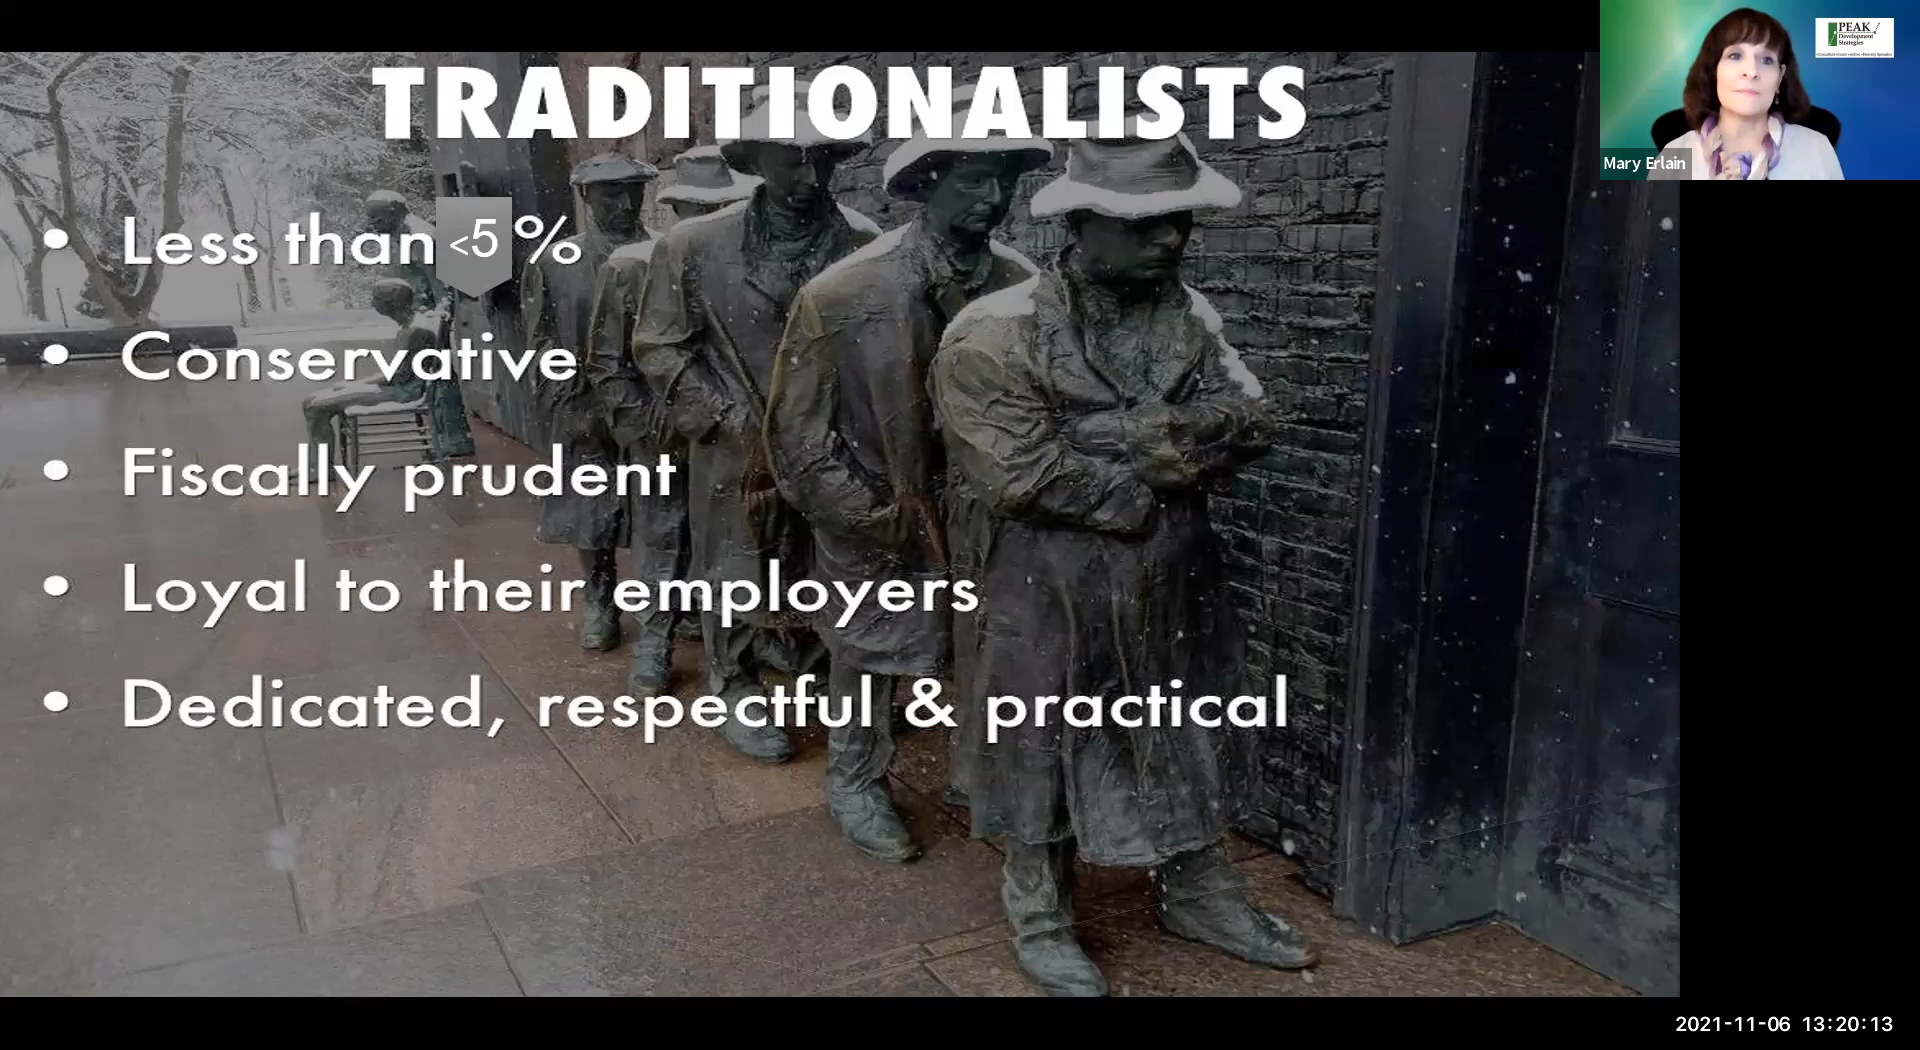 TRADITIONALISTS
• Less than <5 %
• Conservative
• Fiscally prudent
• Loyal to their employers
• Dedicated, respectful & practical
PEAK
Development
Strategies
Mary Erlain
2021-11-06 13:20:13